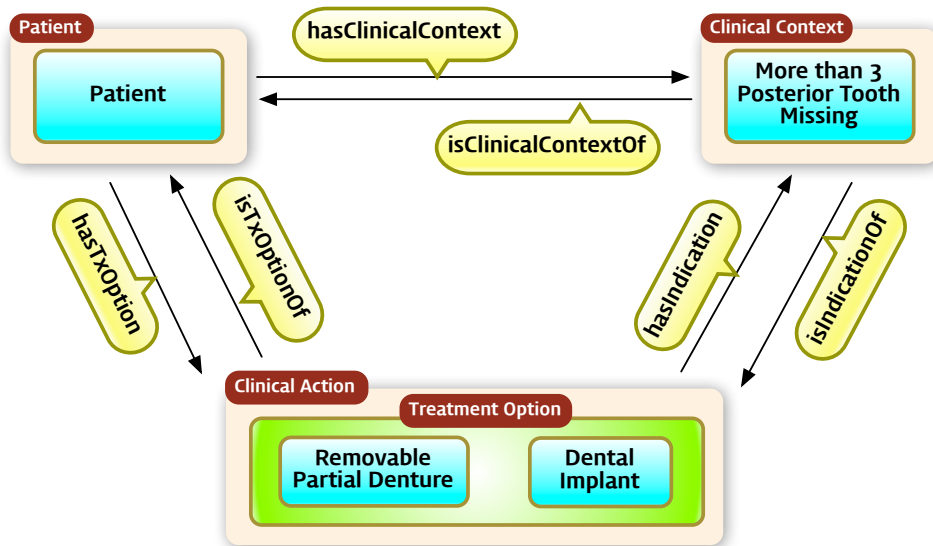 Patient
hasClinicalContext
Clinical Context
Patient
More than 3
Posterior Tooth
Missing
isClinicalContextOf
hasTxOption
isTxOptionOf
hasIndication
isIndicationOf
Clinical Action
Treatment Option
Removable
Partial Denture
Dental
Implant